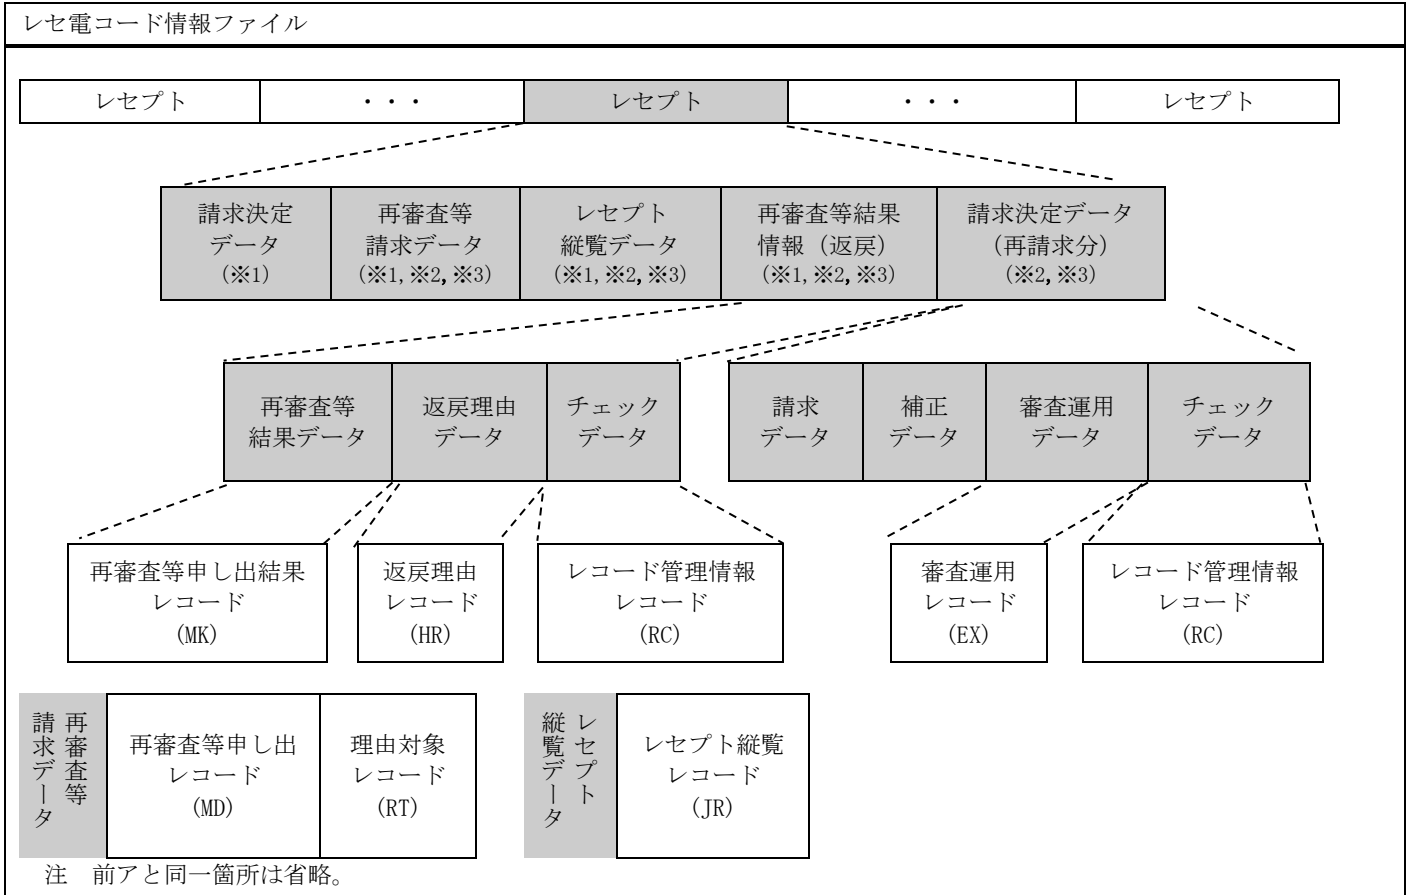 レセ電コード情報ファイル
レセプト
・・・
レセプト
・・・
レセプト
請求決定
データ
(※1)
再審査等
請求データ
(※1,※2,※3)
レセプト
縦覧データ
(※1,※2,※3)
再審査等結果
情報（返戻）
(※1,※2,※3)
請求決定データ
(再請求分)
(※2,※3)
再審査等
結果データ
返戻理由
データ
チェック
データ
請求
データ
補正
データ
審査運用
データ
チェック
データ
再審査等申し出結果
レコード
(MK)
返戻理由
レコード
(HR)
レコード管理情報
レコード
(RC)
審査運用
レコード
(EX)
レコード管理情報
レコード
(RC)
再審査等
請求データ
再審査等申し出
レコード
(MD)
理由対象
レコード
(RT)
レセプト
縦覧データ
レセプト縦覧
レコード
(JR)
注　前アと同一箇所は省略。